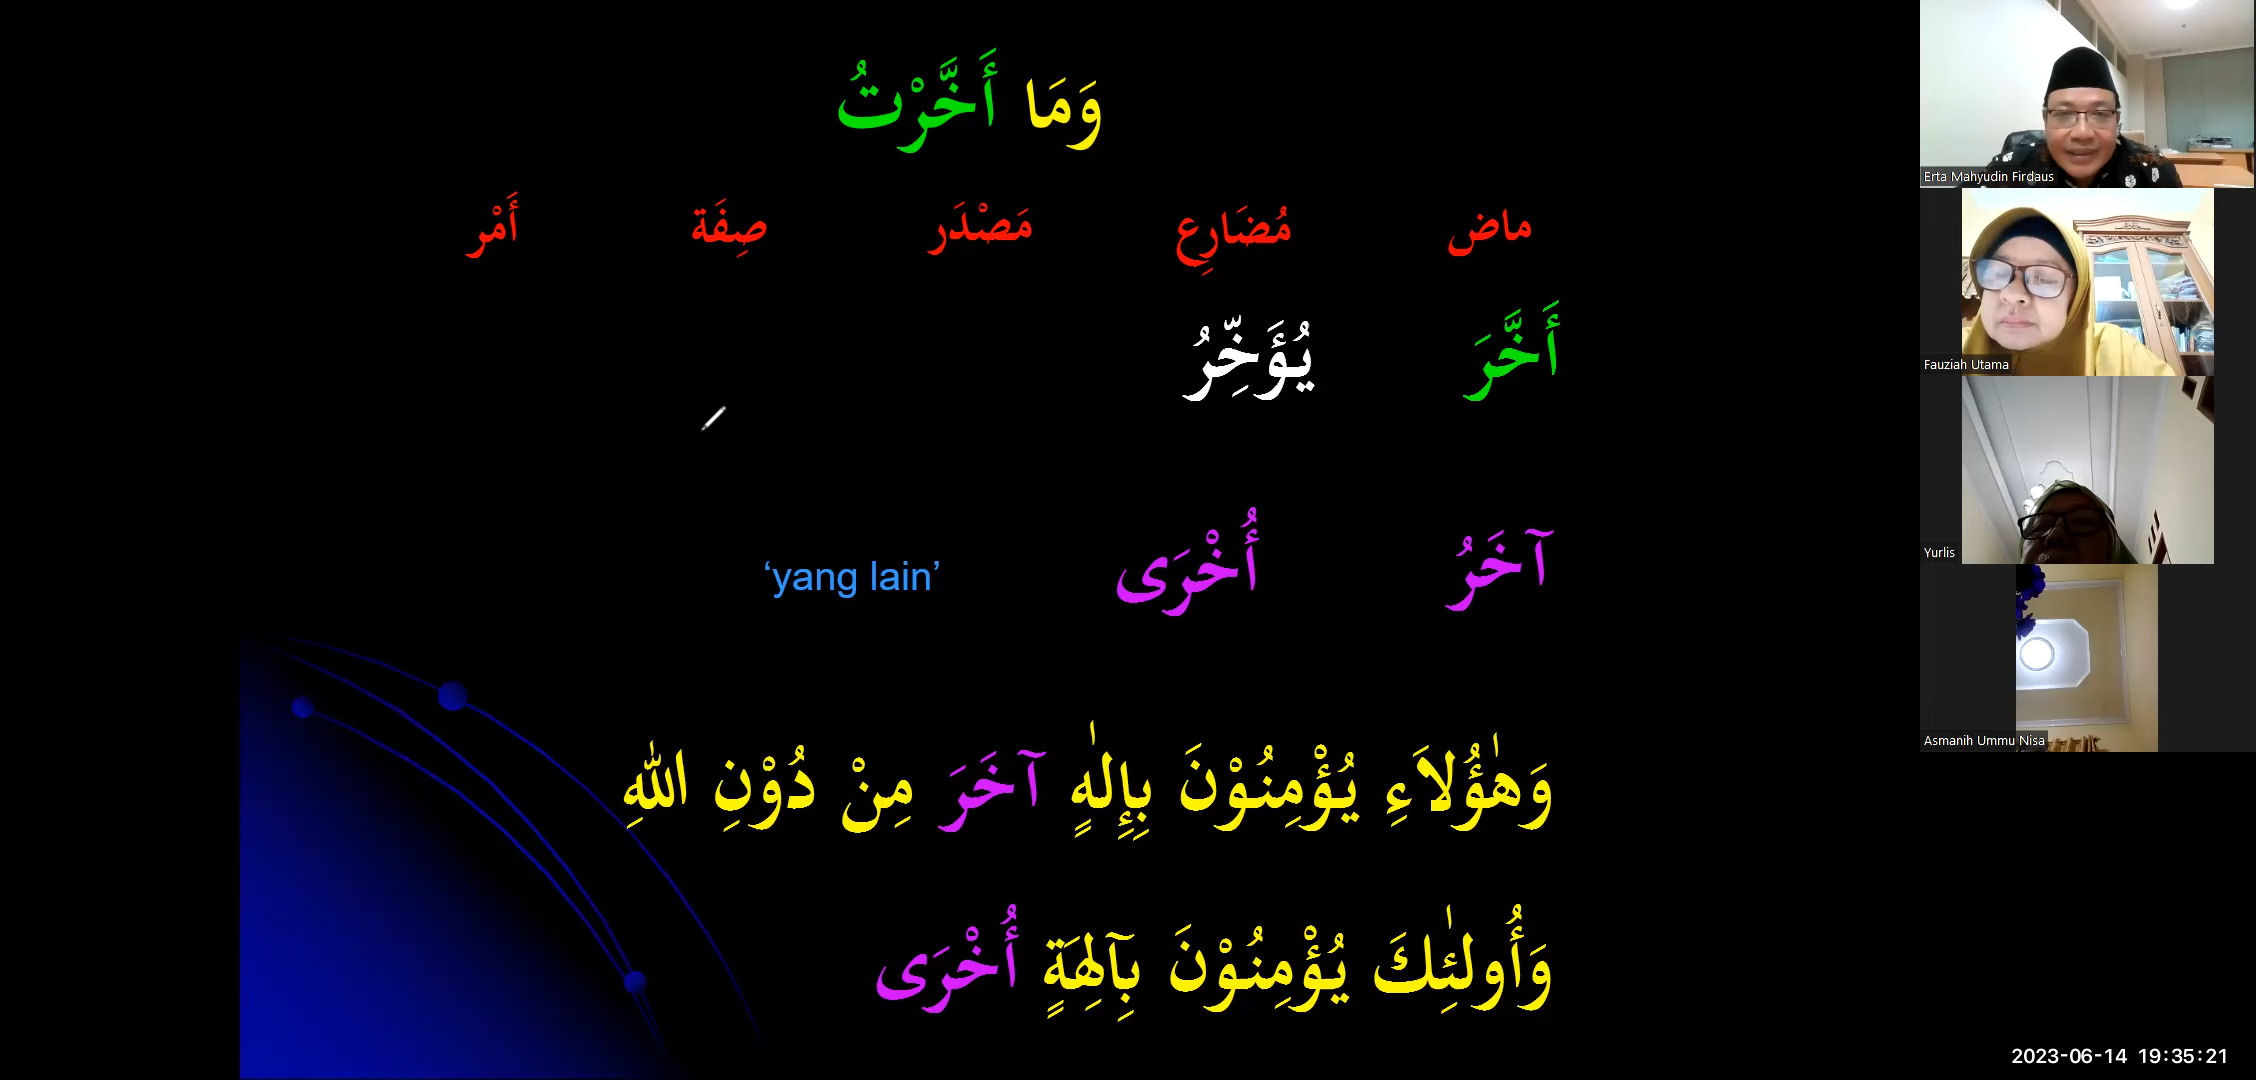 وَمَا أَخَّرْتُ
ماض مُضَارِع مَصْدَر صِفَة أَمْر
أَخَّرَ يُؤَخِّرُ
آخَرُ أُخْرَى ‘yang lain’
وَهٰؤُلاَءِ يُؤْمِنُوْنَ بِإِلٰهٍ آخَرَ مِنْ دُوْنِ اللهِ
وَأُولٰئِكَ يُؤْمِنُوْنَ بِآلِهَةٍ أُخْرَى
Erta Mahyudin Firdaus
Fauziah Utama
Yurlis
Asmanih Ummu Nisa
2023-06-14 19:35:21